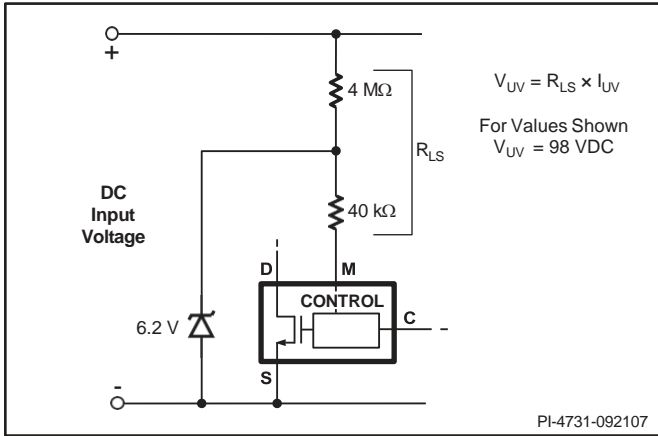 +
4 MΩ
V_UV = R_LS × I_UV
For Values Shown
V_UV = 98 VDC
R_LS
DC
Input
Voltage
40 kΩ
D
M
CONTROL
C
6.2 V
S
-
PI-4731-092107